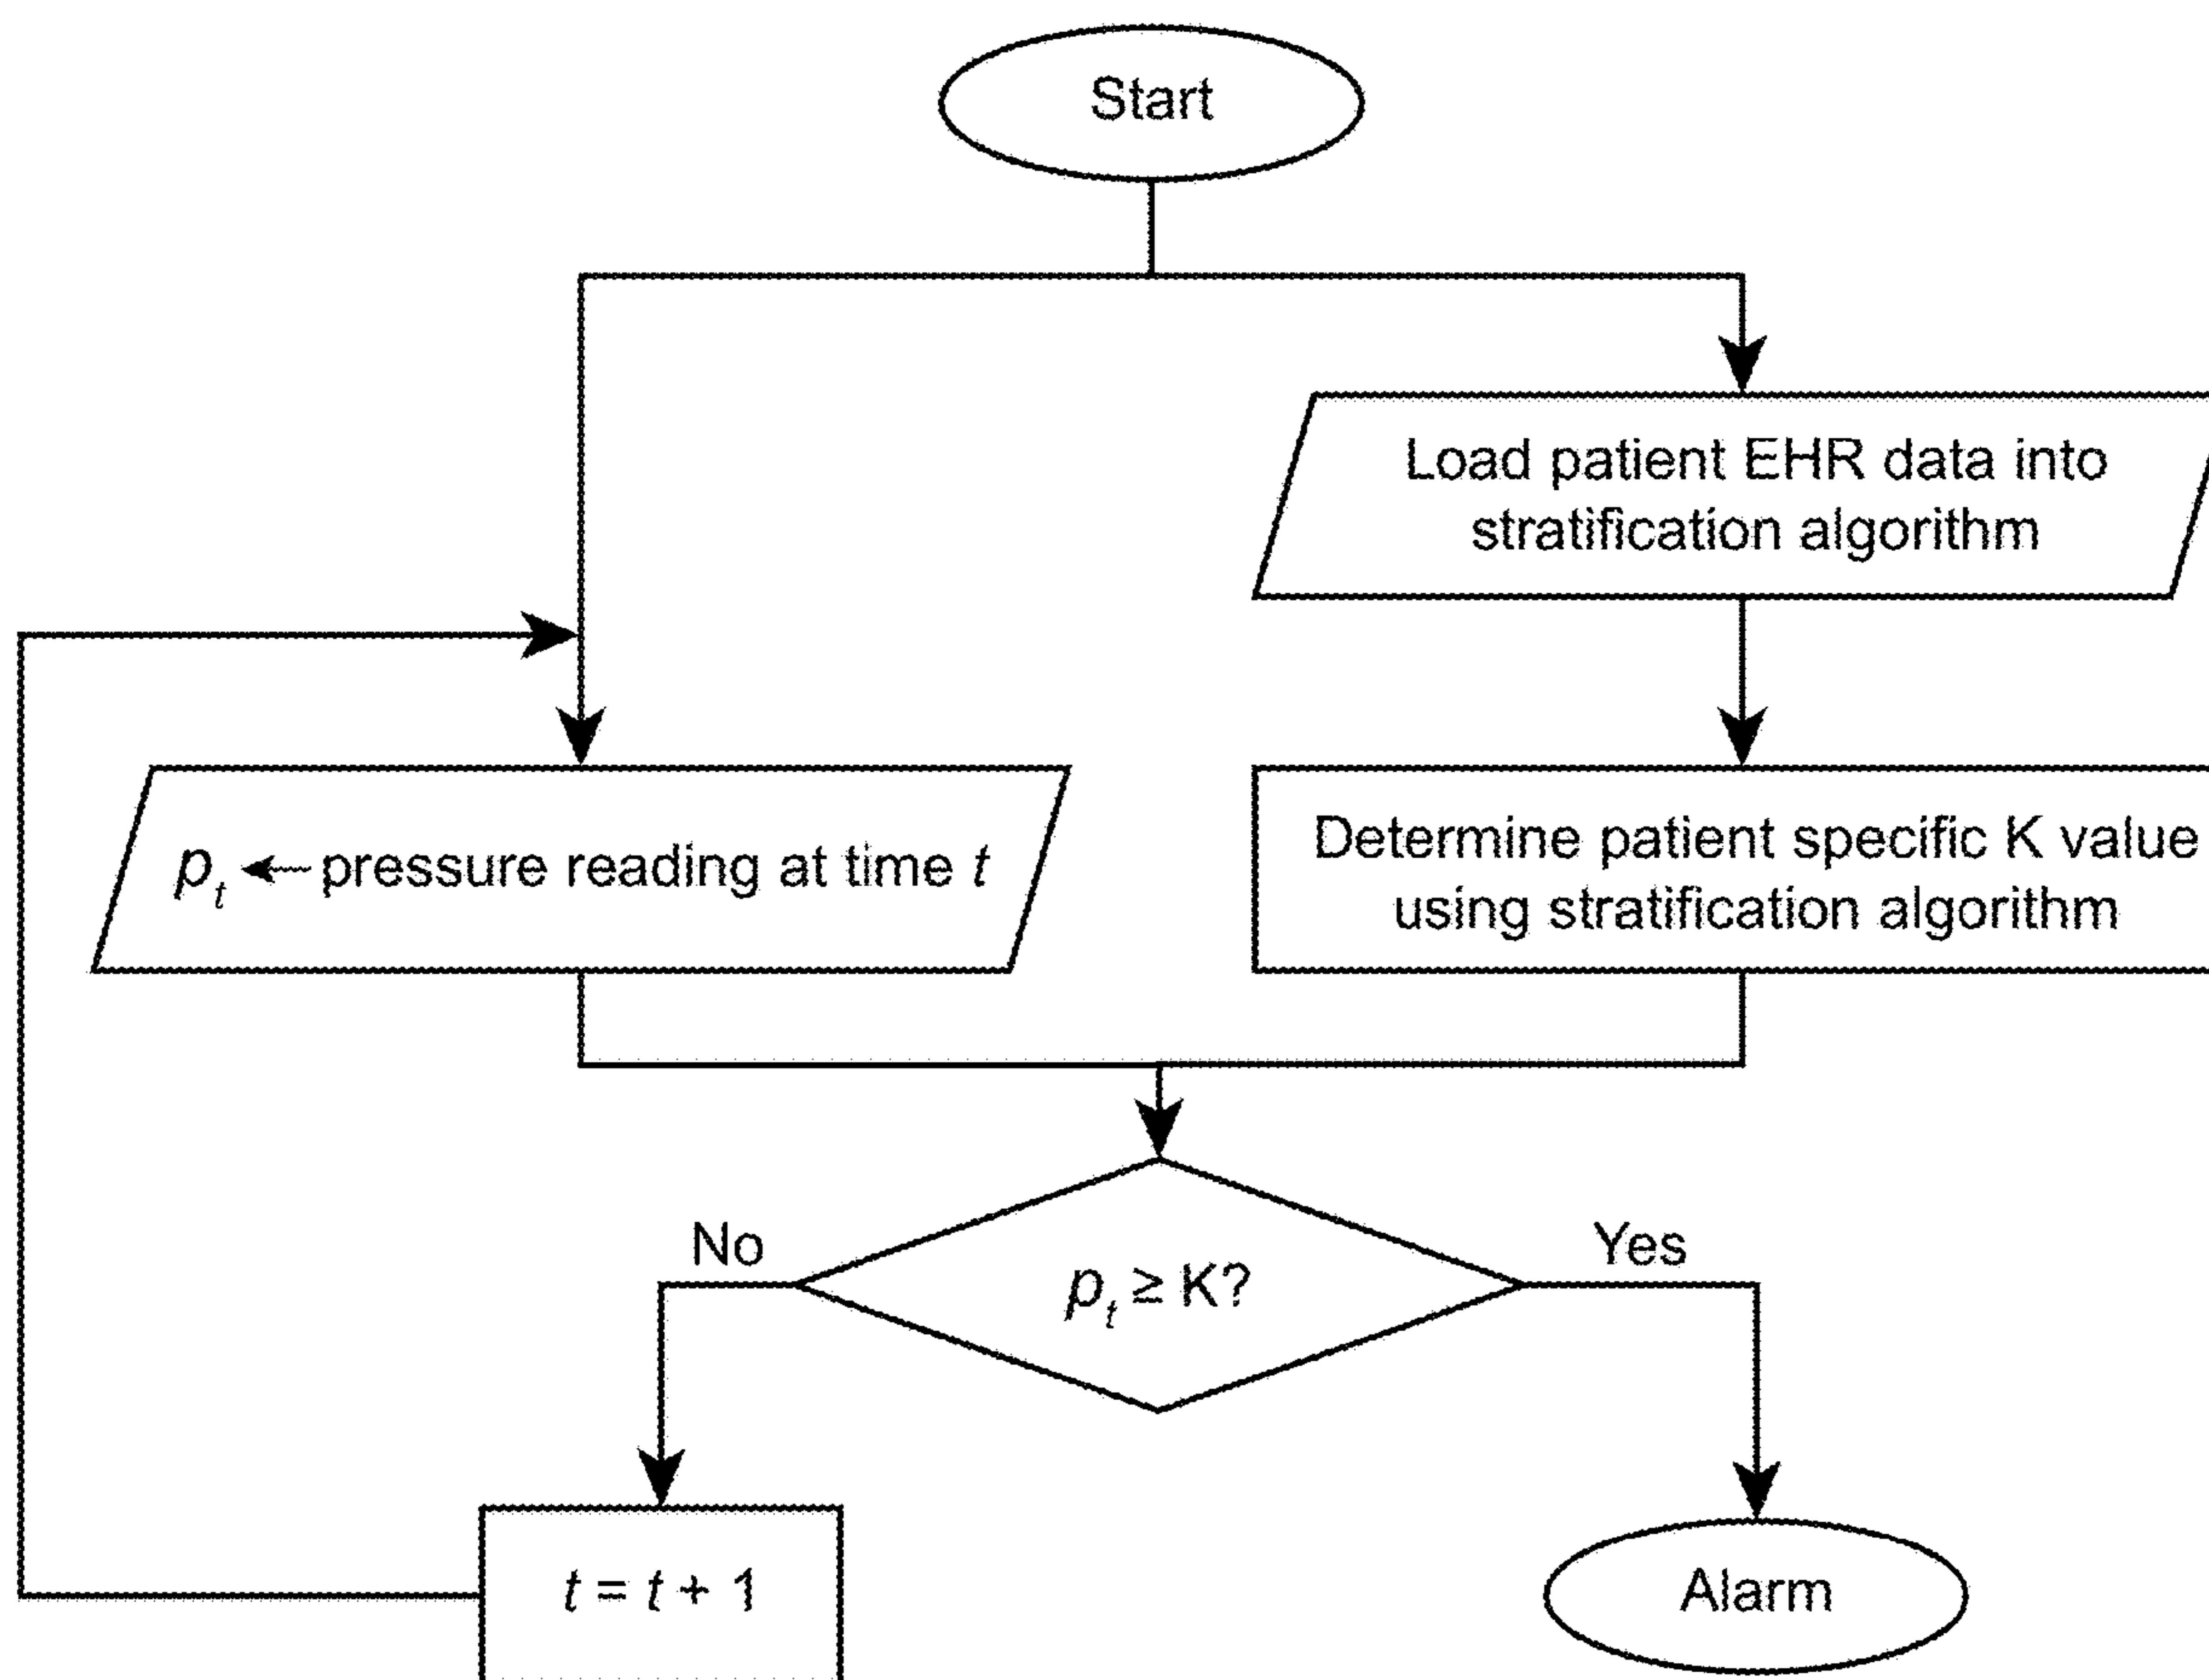 Start
Load patient EHR data into
stratification algorithm
pₜ ← pressure reading at time t
Determine patient specific K value
using stratification algorithm
No
Yes
pₜ ≥ K?
t = t + 1
Alarm